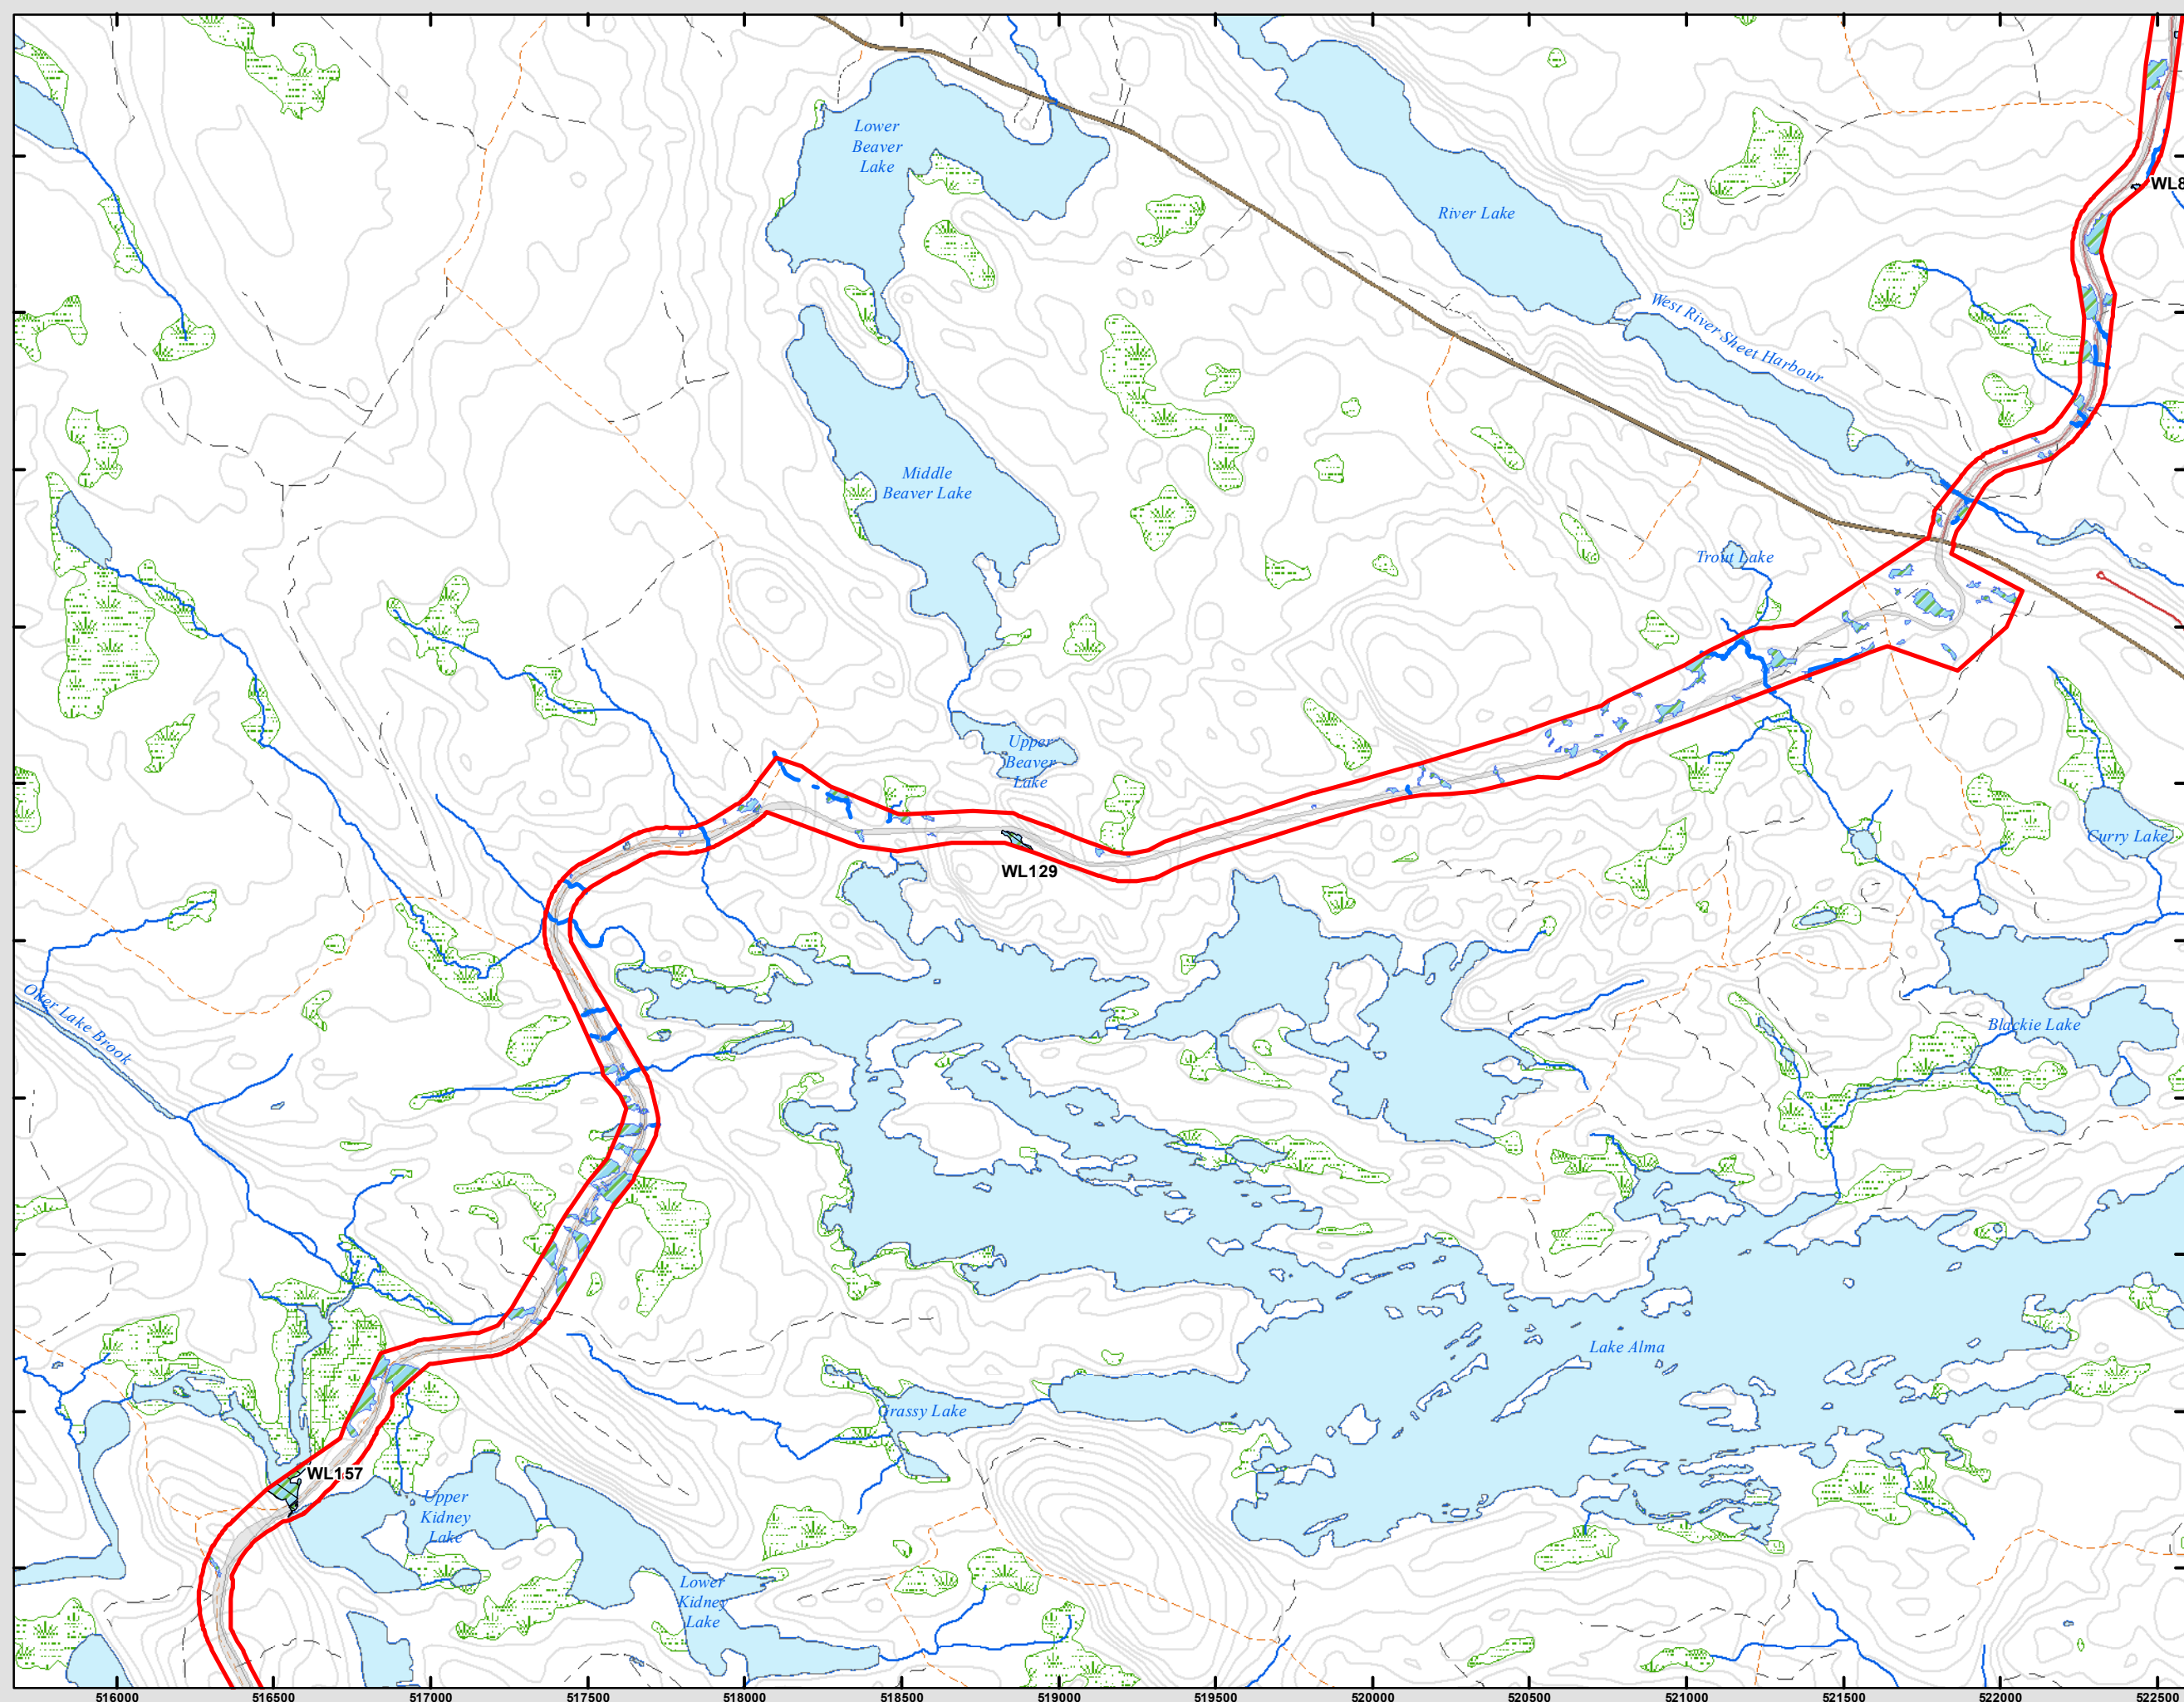 Lower
Beaver
Lake
River Lake
WL8
West River Sheet Harbour
Middle
Beaver Lake
Trout Lake
Upper
Beaver
Lake
Curry Lake
WL129
Otter Lake Brook
Blackie Lake
Lake Alma
Grassy Lake
WL157
Upper
Kidney
Lake
Lower
Kidney
Lake
516000 516500 517000 517500 518000 518500 519000 519500 520000 520500 521000 521500 522000 522500